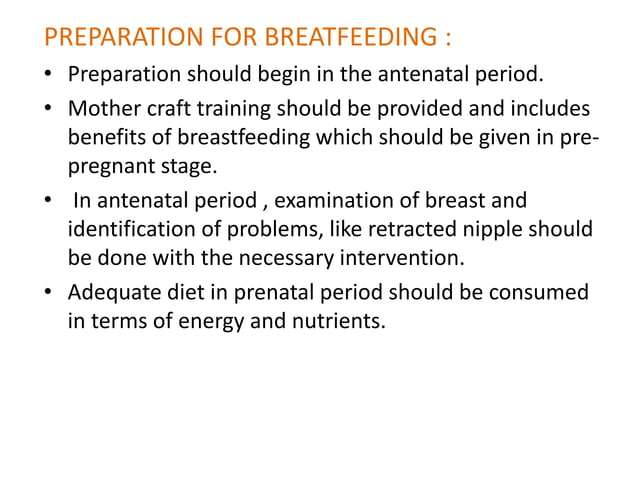 PREPARATION FOR BREATFEEDING :
• Preparation should begin in the antenatal period.
• Mother craft training should be provided and includes
benefits of breastfeeding which should be given in pre-
pregnant stage.
• In antenatal period , examination of breast and
identification of problems, like retracted nipple should
be done with the necessary intervention.
• Adequate diet in prenatal period should be consumed
in terms of energy and nutrients.